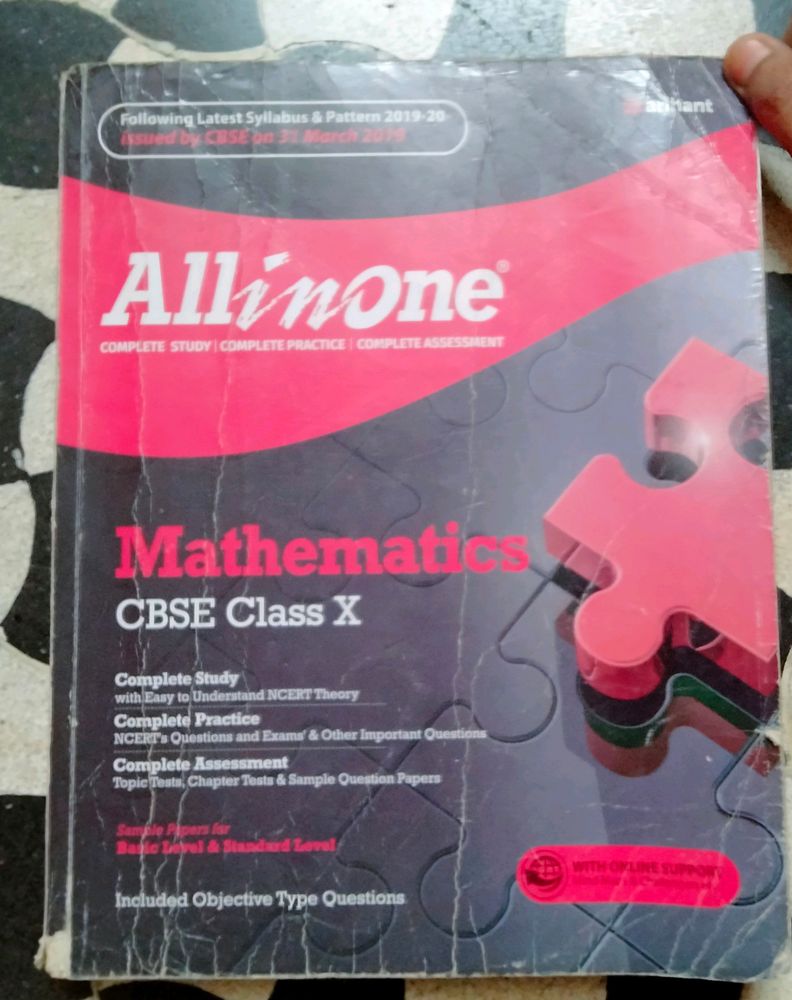 Following Latest Syllabus & Pattern 2019-20
issued by CBSE on 31 March 2019
arihant
All in One®
COMPLETE STUDY | COMPLETE PRACTICE | COMPLETE ASSESSMENT
Mathematics
CBSE Class X
Complete Study
with Easy to Understand NCERT Theory
Complete Practice
NCERT's Questions and Exams' & Other Important Questions
Complete Assessment
Topic Tests, Chapter Tests & Sample Question Papers
Sample Papers for
Basic Level & Standard Level
WITH ONLINE SUPPORT
Included Objective Type Questions